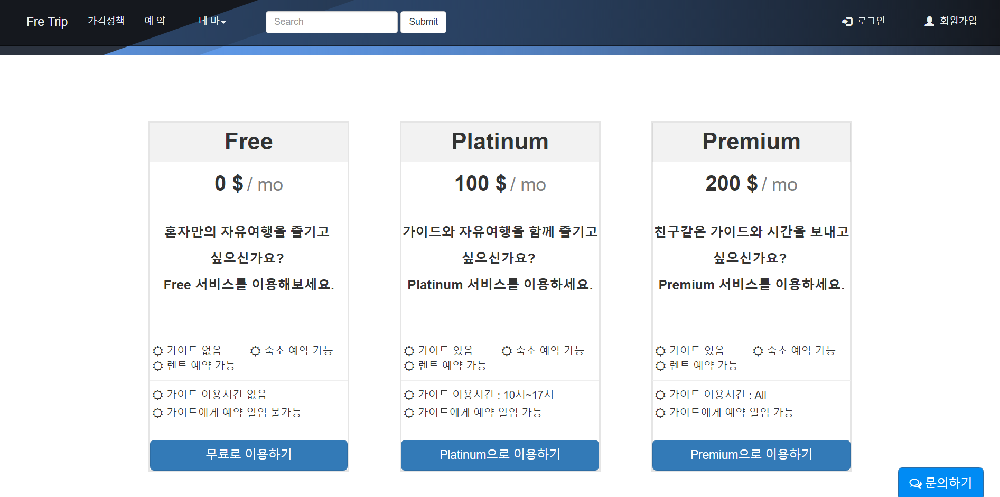 Fre Trip 가격정책 예 약 테 마 Search Submit 로그인 회원가입
Free
0 $ / mo
혼자만의 자유여행을 즐기고
싶으신가요?
Free 서비스를 이용해보세요.
가이드 없음 숙소 예약 가능
렌트 예약 가능
가이드 이용시간 없음
가이드에게 예약 일임 불가능
무료로 이용하기
Platinum
100 $ / mo
가이드와 자유여행을 함께 즐기고
싶으신가요?
Platinum 서비스를 이용하세요.
가이드 있음 숙소 예약 가능
렌트 예약 가능
가이드 이용시간 : 10시~17시
가이드에게 예약 일임 가능
Platinum으로 이용하기
Premium
200 $ / mo
친구같은 가이드와 시간을 보내고
싶으신가요?
Premium 서비스를 이용하세요.
가이드 있음 숙소 예약 가능
렌트 예약 가능
가이드 이용시간 : All
가이드에게 예약 일임 가능
Premium으로 이용하기
문의하기